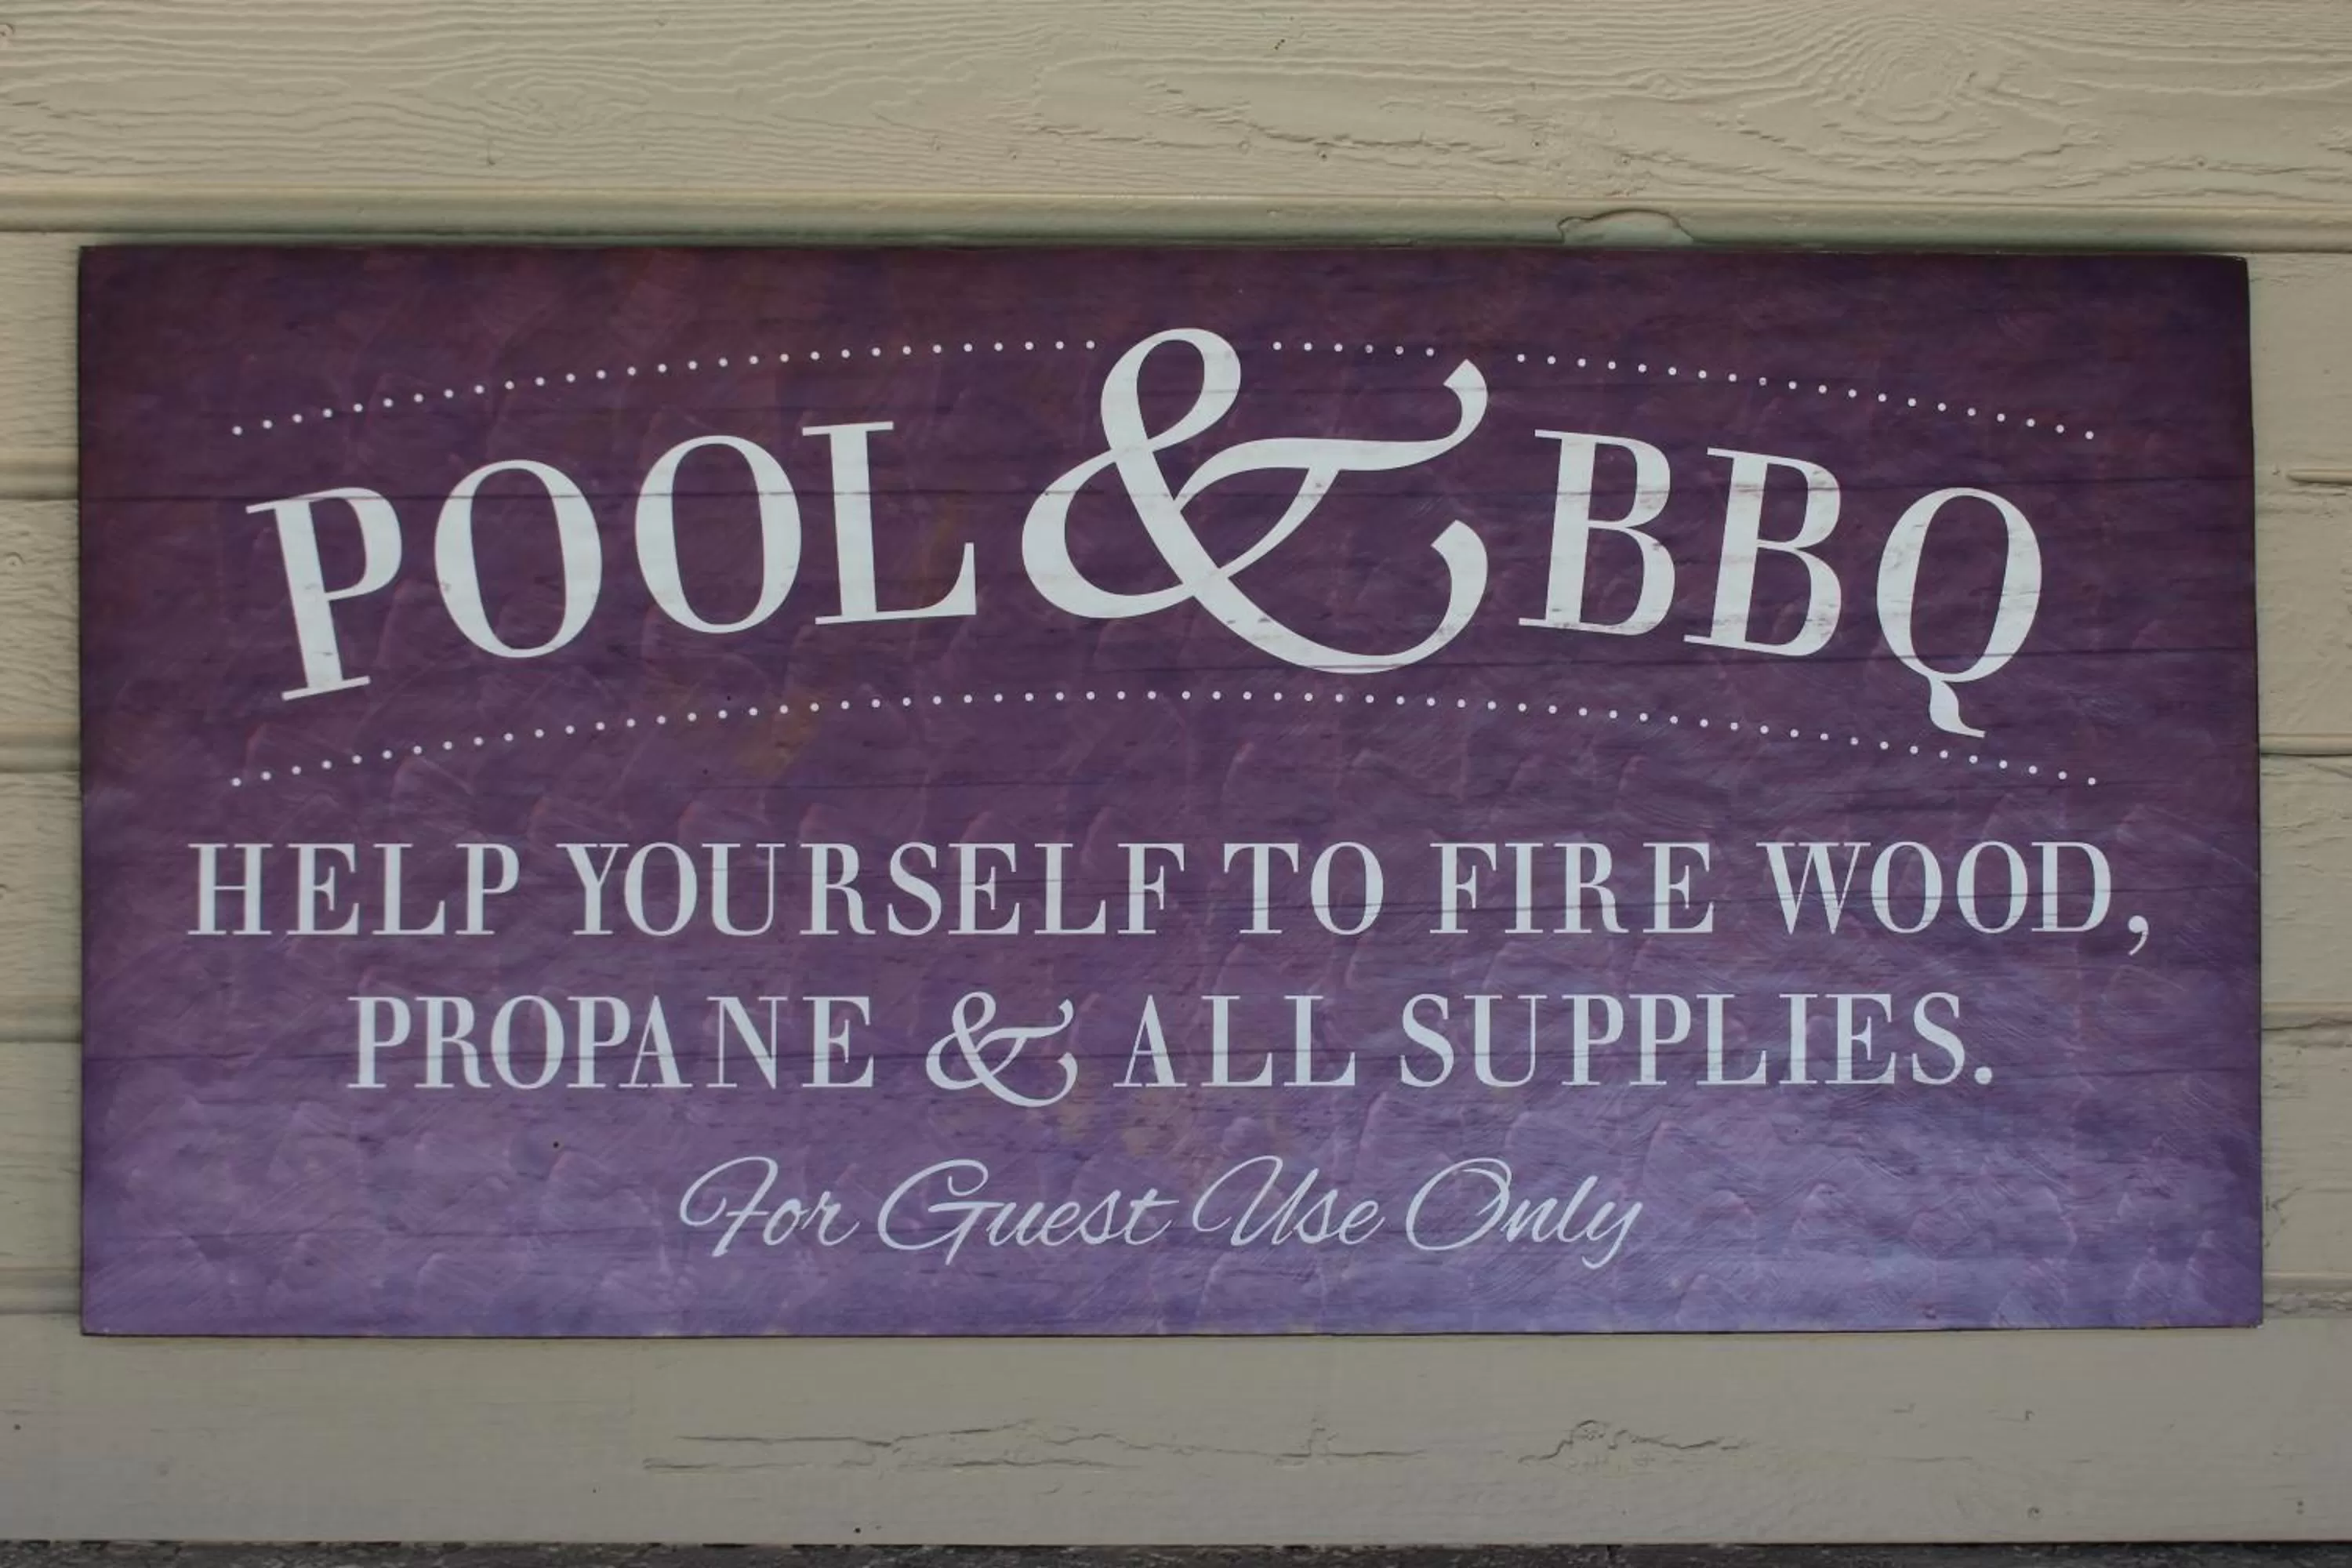 POOL & BBQ
HELP YOURSELF TO FIRE WOOD,
PROPANE & ALL SUPPLIES.
For Guest Use Only